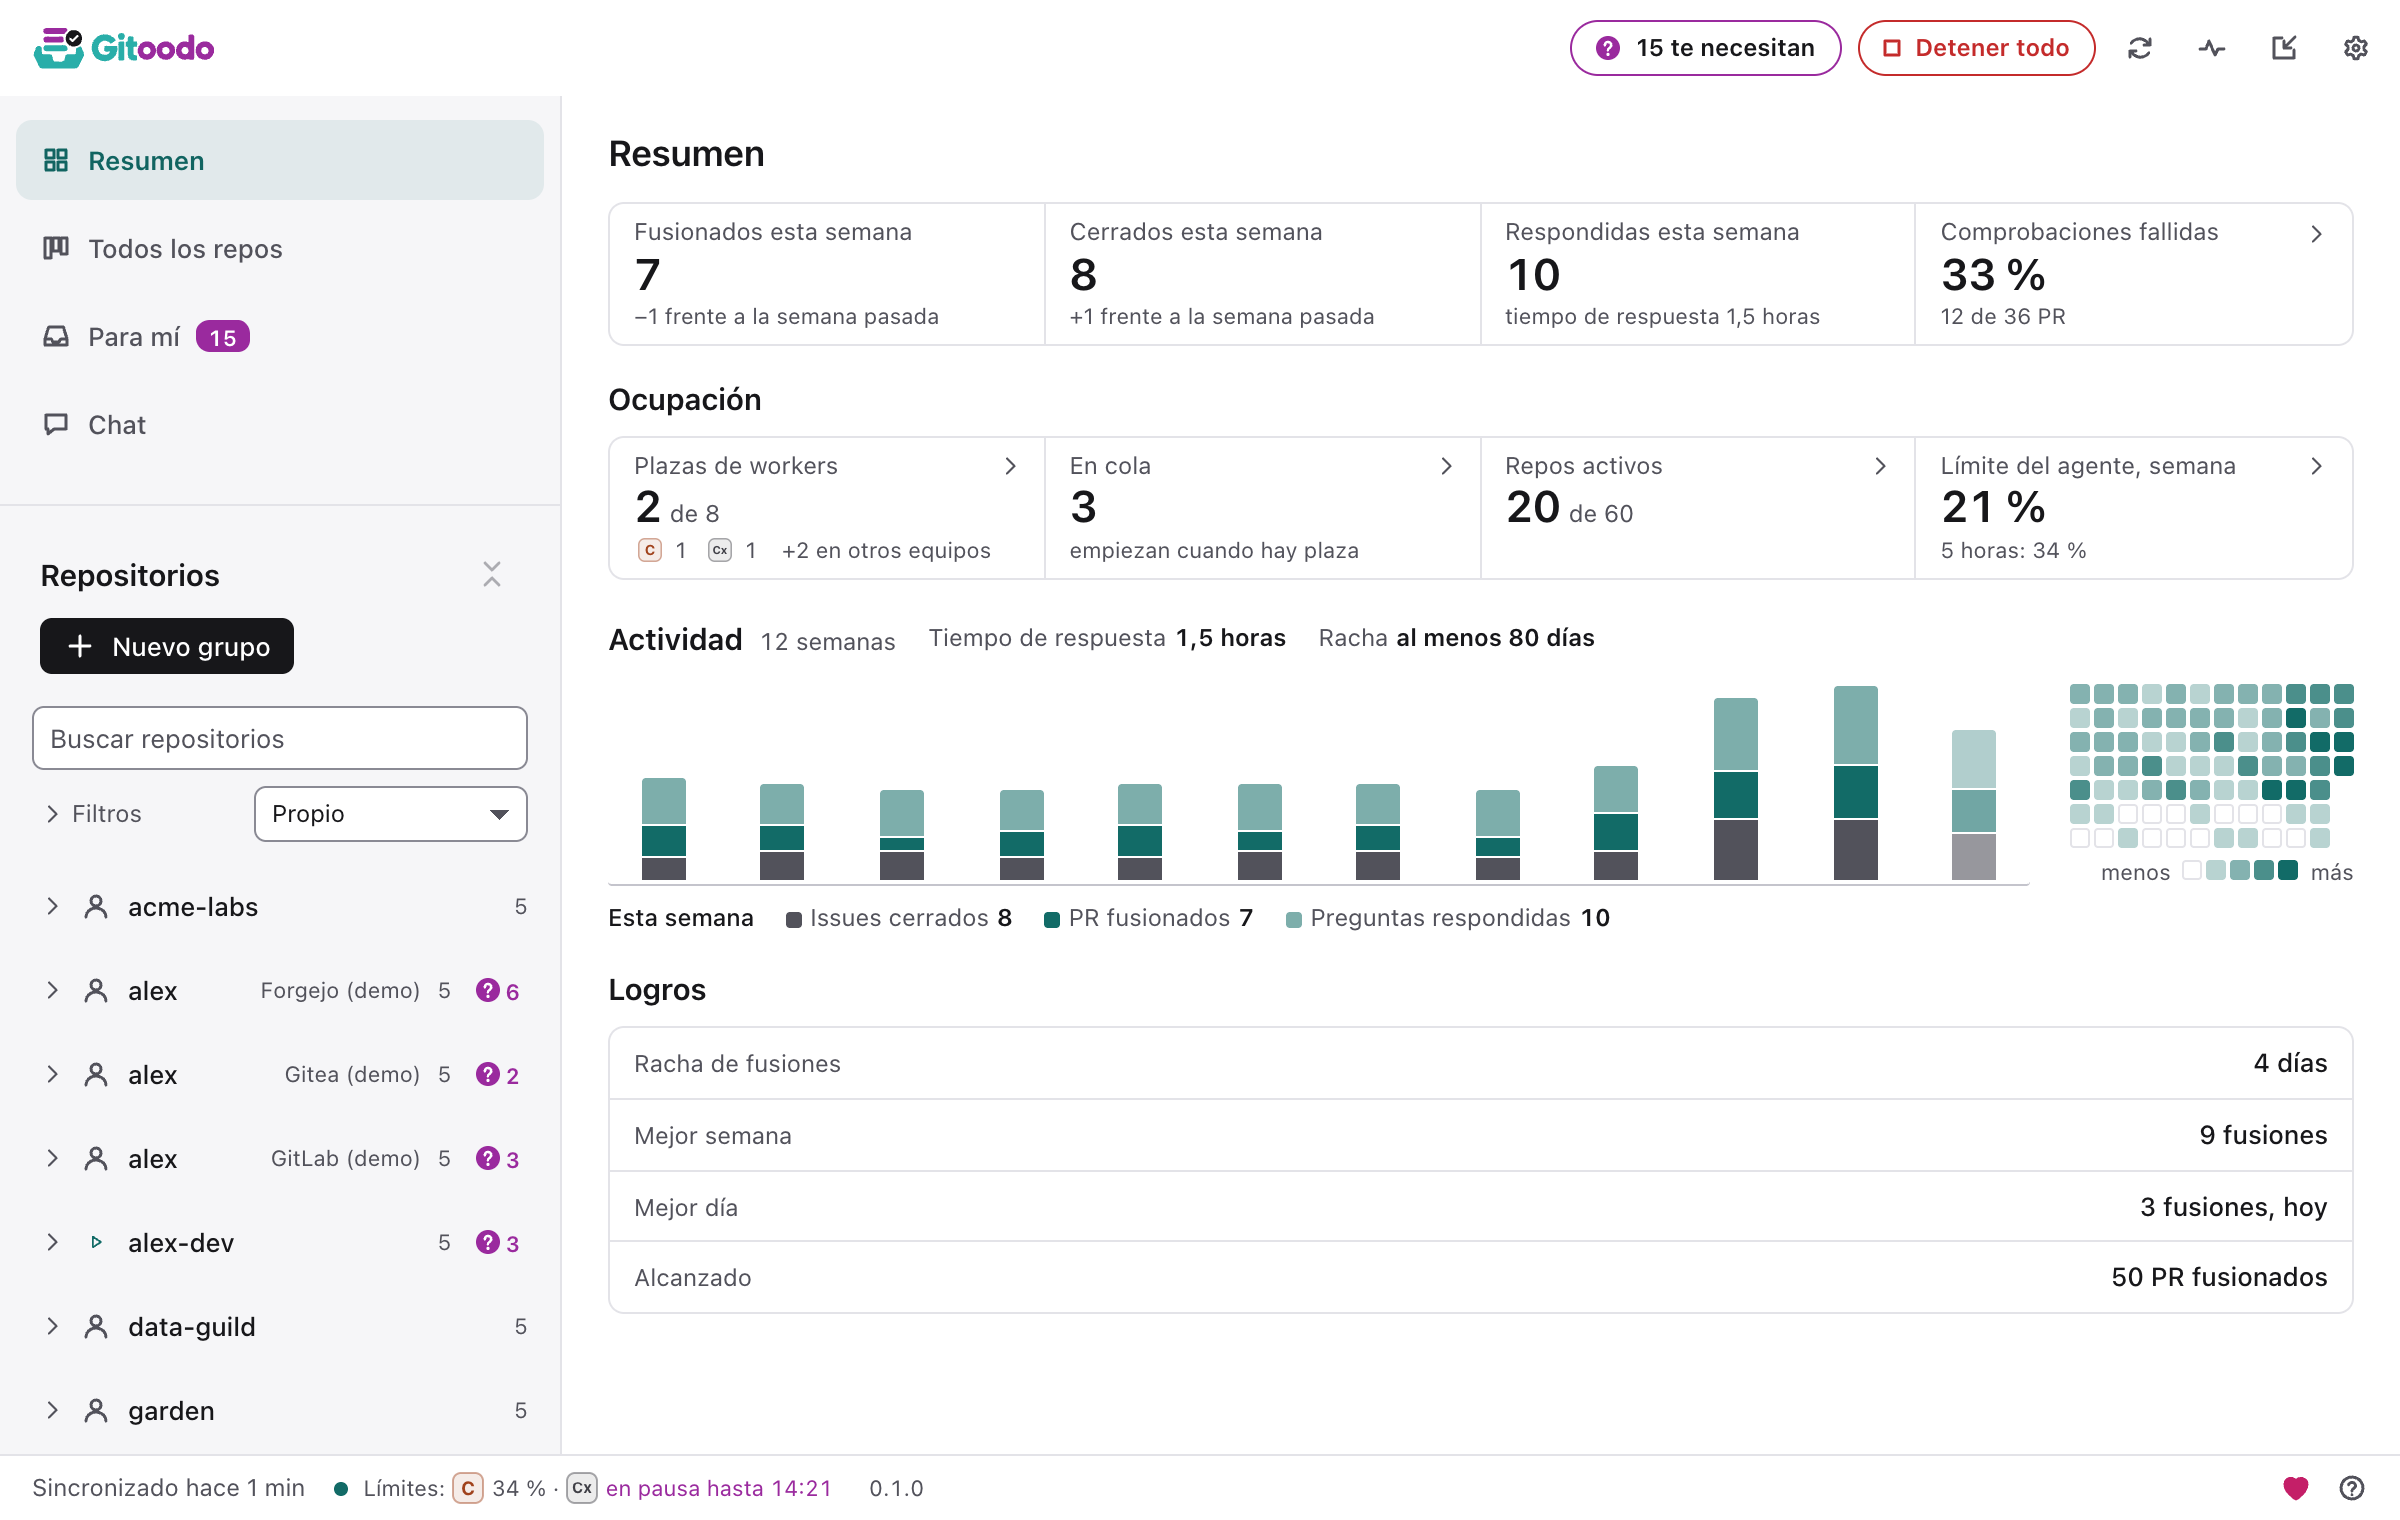 Gitoodo
15 te necesitan
Detener todo
Resumen
Todos los repos
Para mí 15
Chat
Repositorios
Nuevo grupo
Buscar repositorios
Filtros
Propio
acme-labs 5
alex Forgejo (demo) 5 ? 6
alex Gitea (demo) 5 ? 2
alex GitLab (demo) 5 ? 3
alex-dev 5 ? 3
data-guild 5
garden 5
Resumen
Fusionados esta semana
7
−1 frente a la semana pasada
Cerrados esta semana
8
+1 frente a la semana pasada
Respondidas esta semana
10
tiempo de respuesta 1,5 horas
Comprobaciones fallidas
33 %
12 de 36 PR
Ocupación
Plazas de workers
2 de 8
C 1 Cx 1 +2 en otros equipos
En cola
3
empiezan cuando hay plaza
Repos activos
20 de 60
Límite del agente, semana
21 %
5 horas: 34 %
Actividad 12 semanas Tiempo de respuesta 1,5 horas Racha al menos 80 días
menos más
Esta semana Issues cerrados 8 PR fusionados 7 Preguntas respondidas 10
Logros
Racha de fusiones 4 días
Mejor semana 9 fusiones
Mejor día 3 fusiones, hoy
Alcanzado 50 PR fusionados
Sincronizado hace 1 min Límites: C 34 % · Cx en pausa hasta 14:21 0.1.0